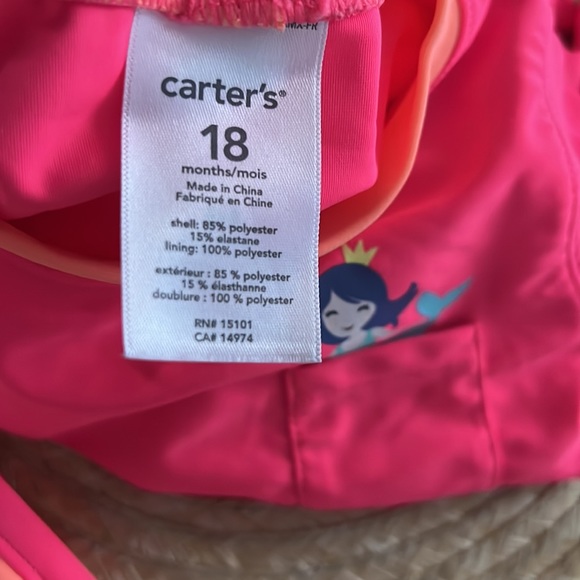 carter's®
18
months/mois
Made in China
Fabriqué en Chine
shell: 85% polyester
15% elastane
lining: 100% polyester
extérieur : 85 % polyester
15 % élasthanne
doublure : 100 % polyester
RN# 15101
CA# 14974